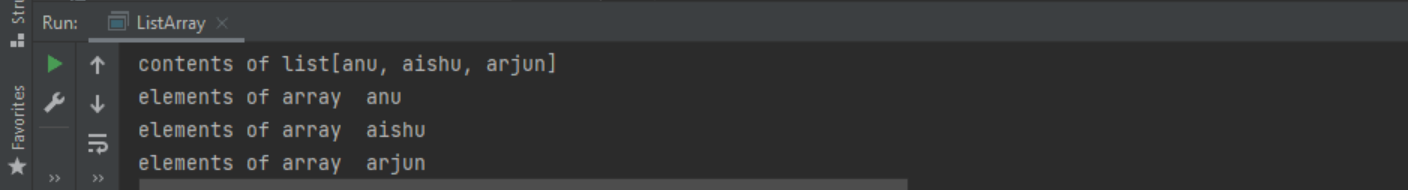 Run: ListArray
contents of list[anu, aishu, arjun]
elements of array  anu
elements of array  aishu
elements of array  arjun
Favorites